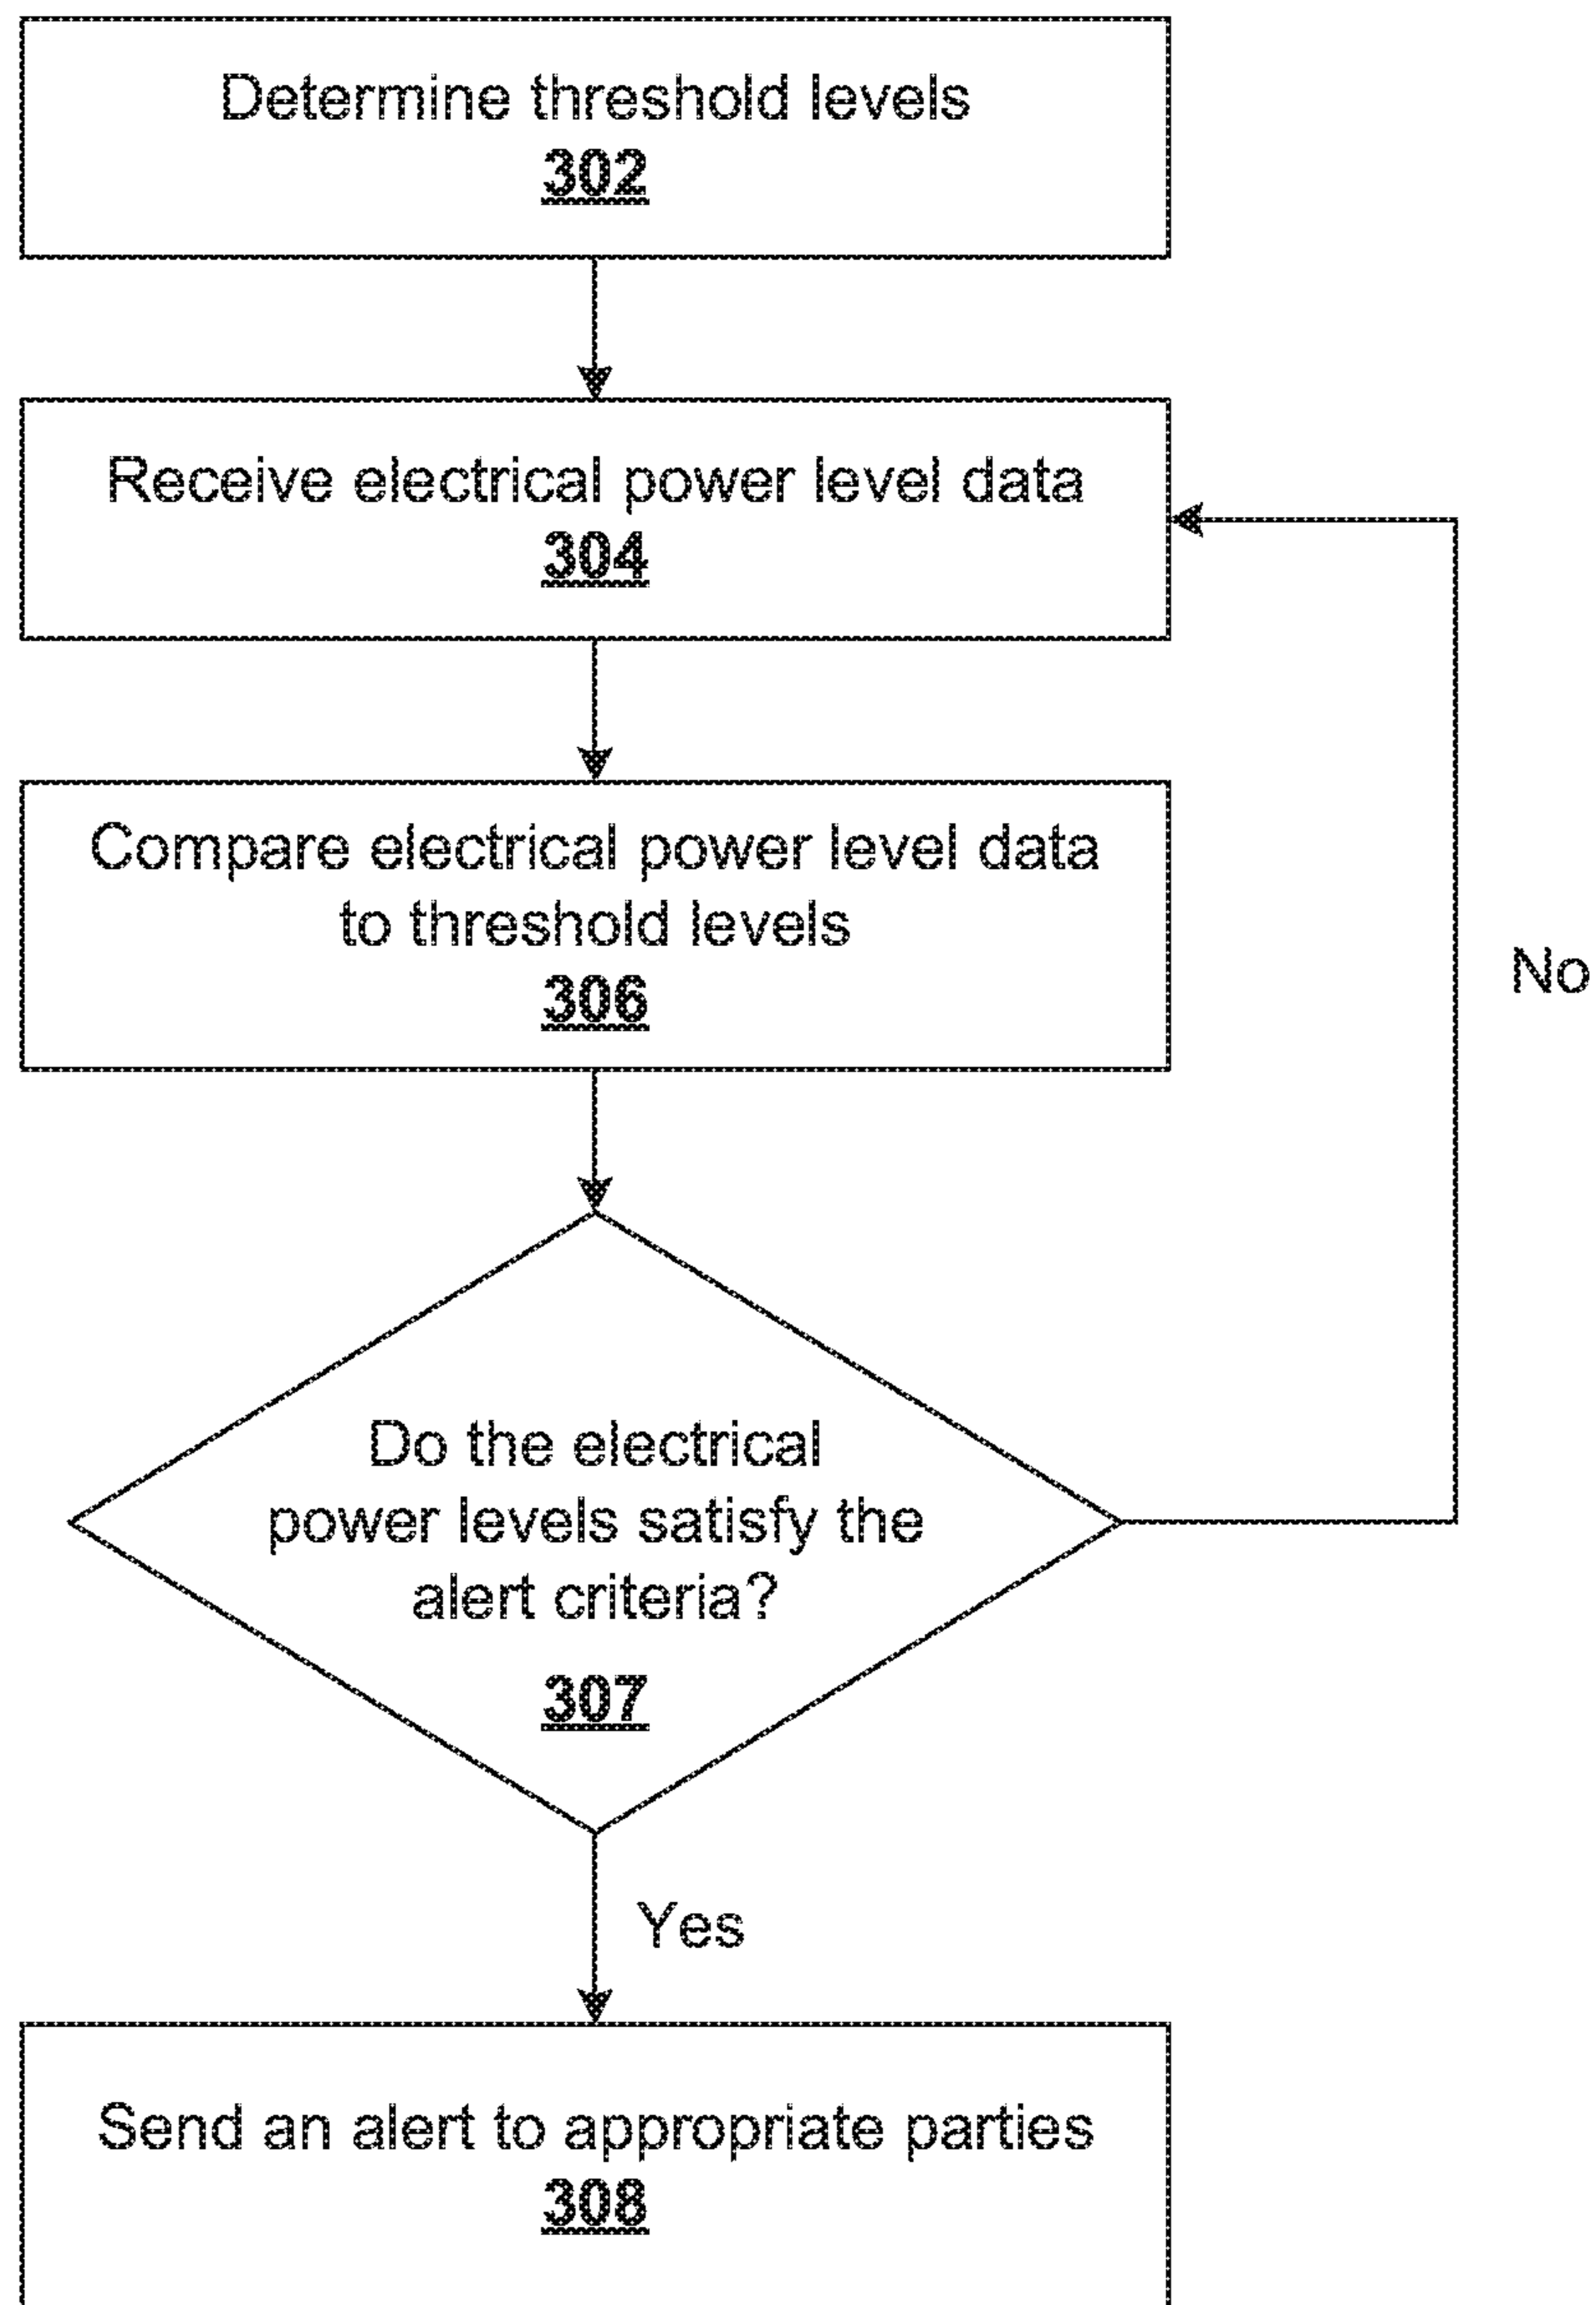 Determine threshold levels
302
Receive electrical power level data
304
Compare electrical power level data
to threshold levels
306
No
Do the electrical
power levels satisfy the
alert criteria?
307
Yes
Send an alert to appropriate parties
308